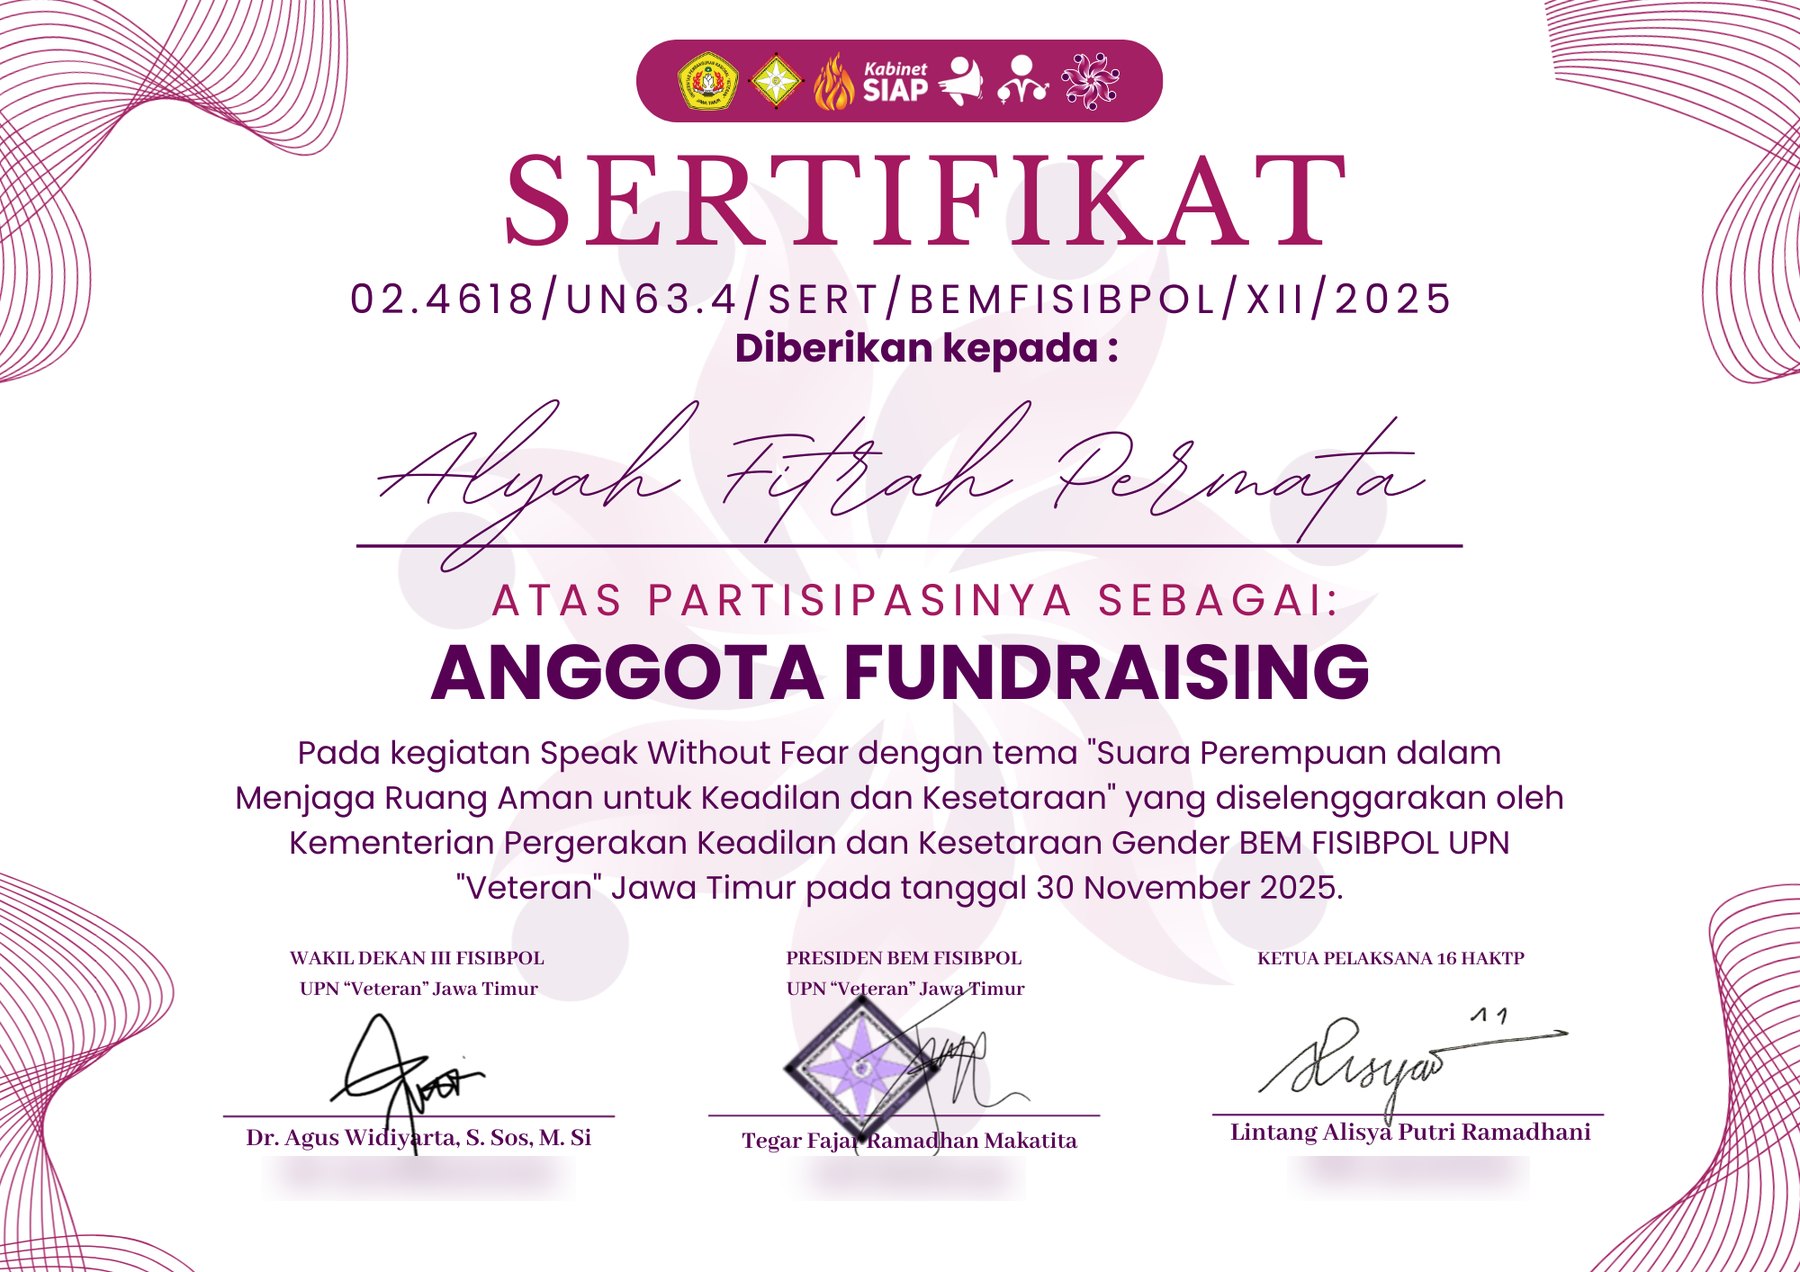 Kabinet
SIAP
SERTIFIKAT
02.4618/UN63.4/SERT/BEMFISIBPOL/XII/2025
Diberikan kepada :
Alyah Fitrah Permata
ATAS PARTISIPASINYA SEBAGAI:
ANGGOTA FUNDRAISING
Pada kegiatan Speak Without Fear dengan tema "Suara Perempuan dalam
Menjaga Ruang Aman untuk Keadilan dan Kesetaraan" yang diselenggarakan oleh
Kementerian Pergerakan Keadilan dan Kesetaraan Gender BEM FISIBPOL UPN
"Veteran" Jawa Timur pada tanggal 30 November 2025.
WAKIL DEKAN III FISIBPOL
UPN “Veteran” Jawa Timur
Dr. Agus Widiyarta, S. Sos, M. Si
PRESIDEN BEM FISIBPOL
UPN “Veteran” Jawa Timur
Tegar Fajar Ramadhan Makatita
KETUA PELAKSANA 16 HAKTP
Lintang Alisya Putri Ramadhani